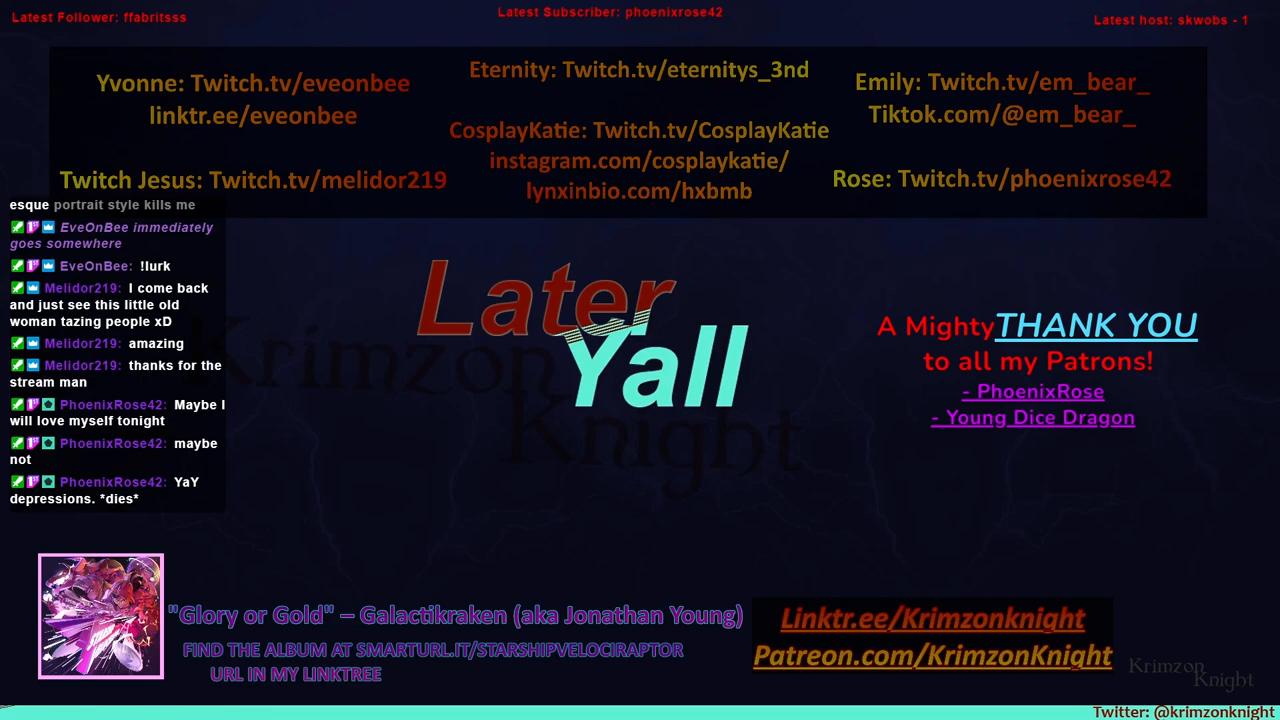 Latest Follower: ffabritsss
Latest Subscriber: phoenixrose42
Latest host: skwobs - 1
Yvonne: Twitch.tv/eveonbee
linktr.ee/eveonbee
Twitch Jesus: Twitch.tv/melidor219
Eternity: Twitch.tv/eternitys_3nd
CosplayKatie: Twitch.tv/CosplayKatie
instagram.com/cosplaykatie/
lynxinbio.com/hxbmb
Emily: Twitch.tv/em_bear_
Tiktok.com/@em_bear_
Rose: Twitch.tv/phoenixrose42
esque portrait style kills me
EveOnBee immediately
goes somewhere
EveOnBee: !lurk
Melidor219: I come back
and just see this little old
woman tazing people xD
Melidor219: amazing
Melidor219: thanks for the
stream man
PhoenixRose42: Maybe I
will love myself tonight
PhoenixRose42: maybe
not
PhoenixRose42: YaY
depressions. *dies*
Later
Yall
Krimzon
Knight
A Mighty THANK YOU
to all my Patrons!
- PhoenixRose
- Young Dice Dragon
"Glory or Gold" – Galactikraken (aka Jonathan Young)
FIND THE ALBUM AT SMARTURL.IT/STARSHIPVELOCIRAPTOR
URL IN MY LINKTREE
Linktr.ee/Krimzonknight
Patreon.com/KrimzonKnight
Krimzon
Knight
Twitter: @krimzonknight